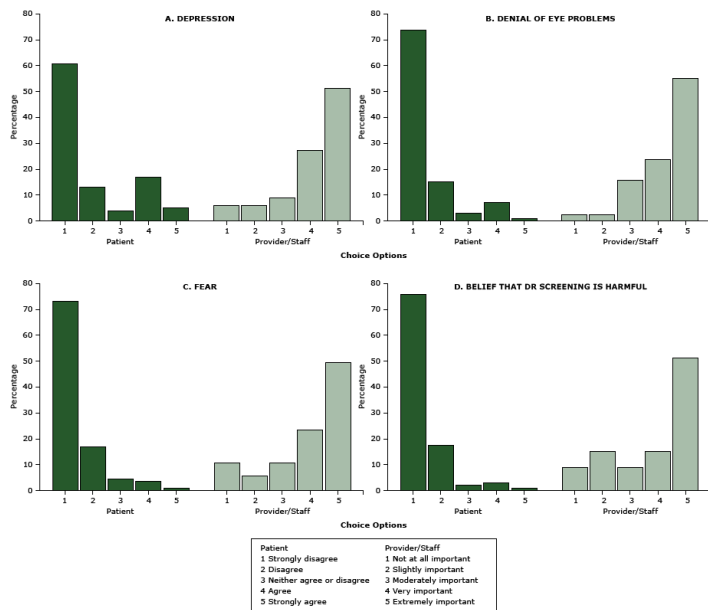 A. DEPRESSION
80
70
60
50
40
30
20
10
0
Percentage
1 2 3 4 5 1 2 3 4 5
Patient Provider/Staff
B. DENIAL OF EYE PROBLEMS
80
70
60
50
40
30
20
10
0
Percentage
1 2 3 4 5 1 2 3 4 5
Patient Provider/Staff
Choice Options
C. FEAR
80
70
60
50
40
30
20
10
0
Percentage
1 2 3 4 5 1 2 3 4 5
Patient Provider/Staff
D. BELIEF THAT DR SCREENING IS HARMFUL
80
70
60
50
40
30
20
10
0
Percentage
1 2 3 4 5 1 2 3 4 5
Patient Provider/Staff
Choice Options
Patient Provider/Staff
1 Strongly disagree 1 Not at all important
2 Disagree 2 Slightly important
3 Neither agree or disagree 3 Moderately important
4 Agree 4 Very important
5 Strongly agree 5 Extremely important